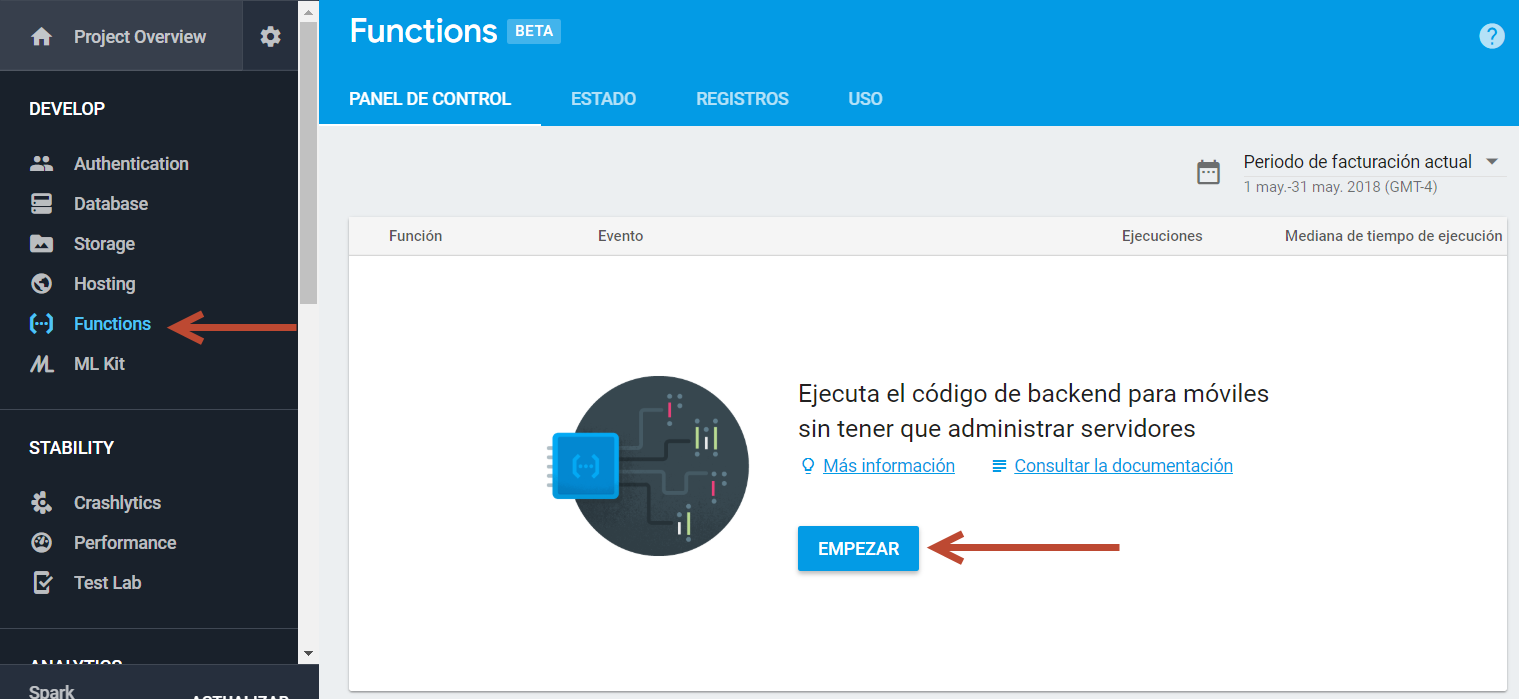 Project Overview
DEVELOP
Authentication
Database
Storage
Hosting
Functions
ML Kit
STABILITY
Crashlytics
Performance
Test Lab
ANALYTICS
Spark
ACTUALIZAR
Functions BETA
PANEL DE CONTROL ESTADO REGISTROS USO
Periodo de facturación actual
1 may.-31 may. 2018 (GMT-4)
Función Evento Ejecuciones Mediana de tiempo de ejecución
Ejecuta el código de backend para móviles
sin tener que administrar servidores
Más información Consultar la documentación
EMPEZAR